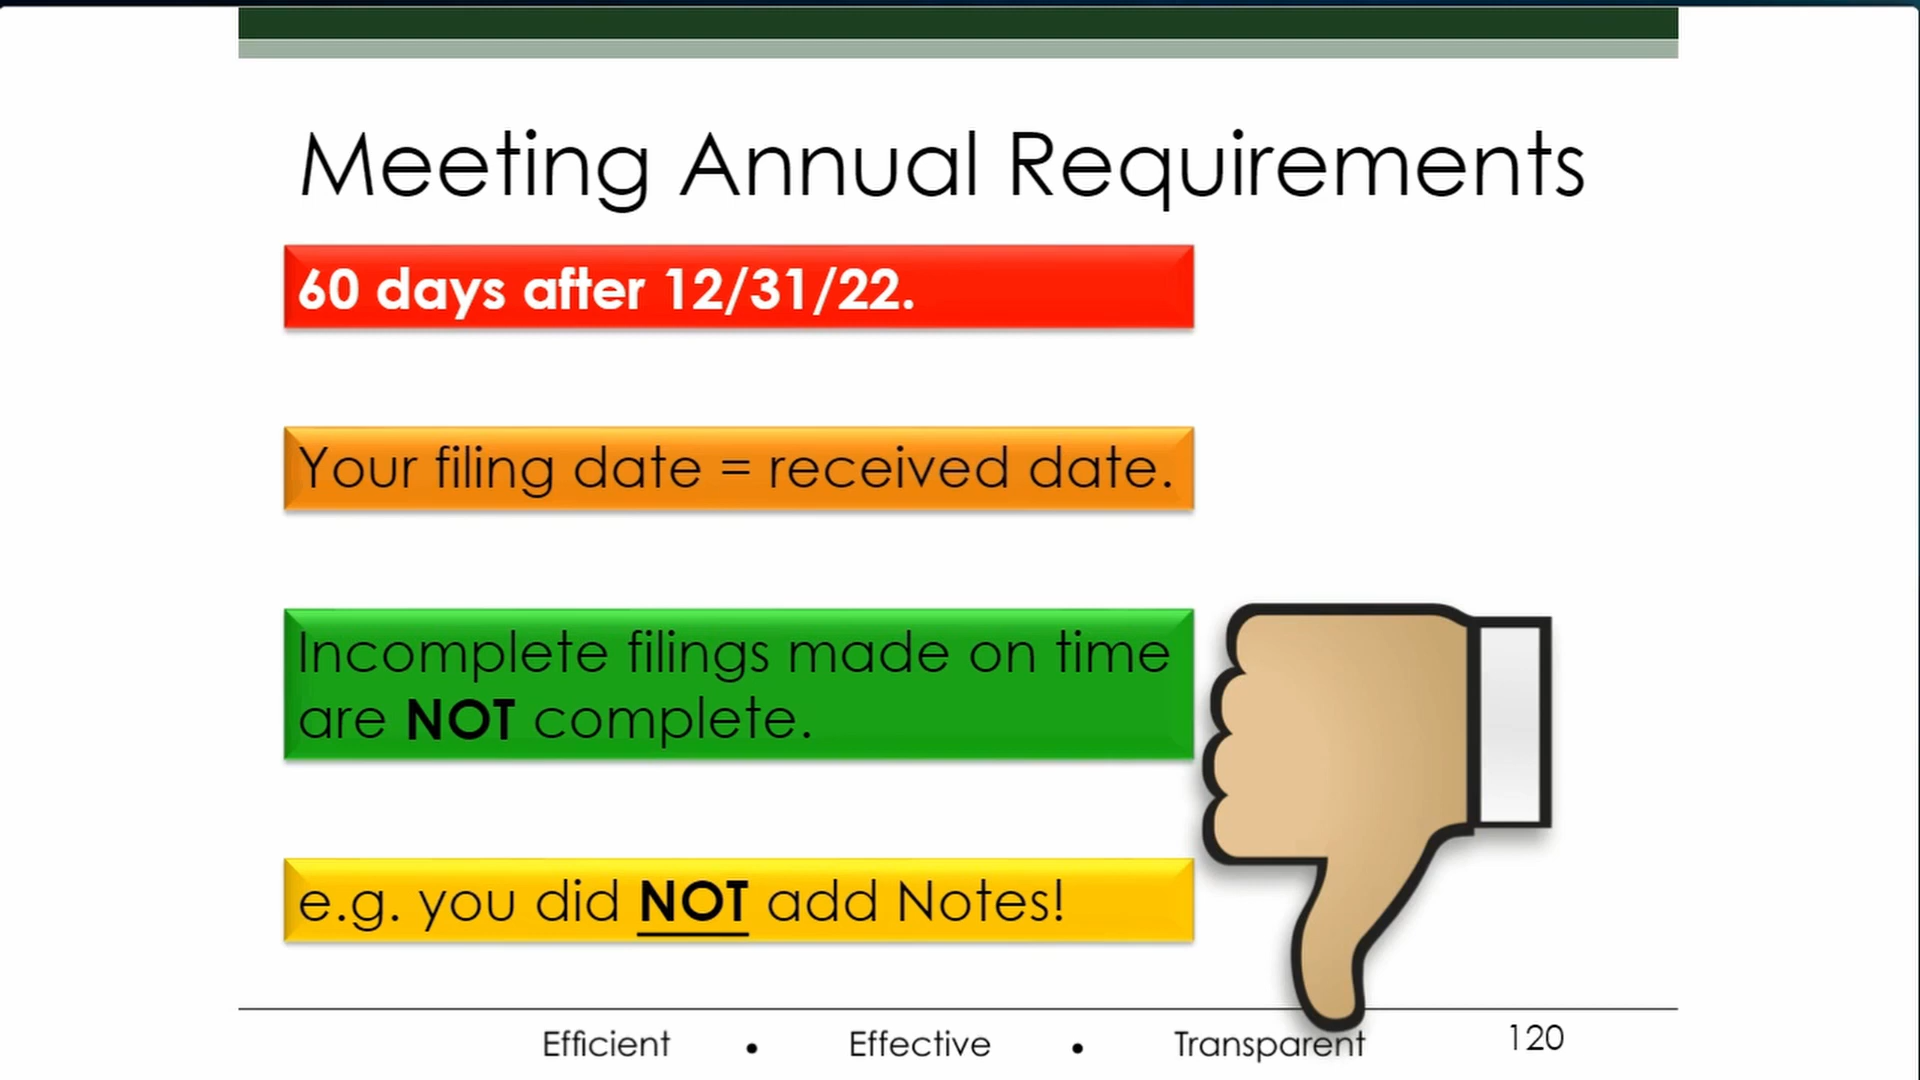 Meeting Annual Requirements
60 days after 12/31/22.
Your filing date = received date.
Incomplete filings made on time
are NOT complete.
e.g. you did NOT add Notes!
Efficient • Effective • Transparent 120